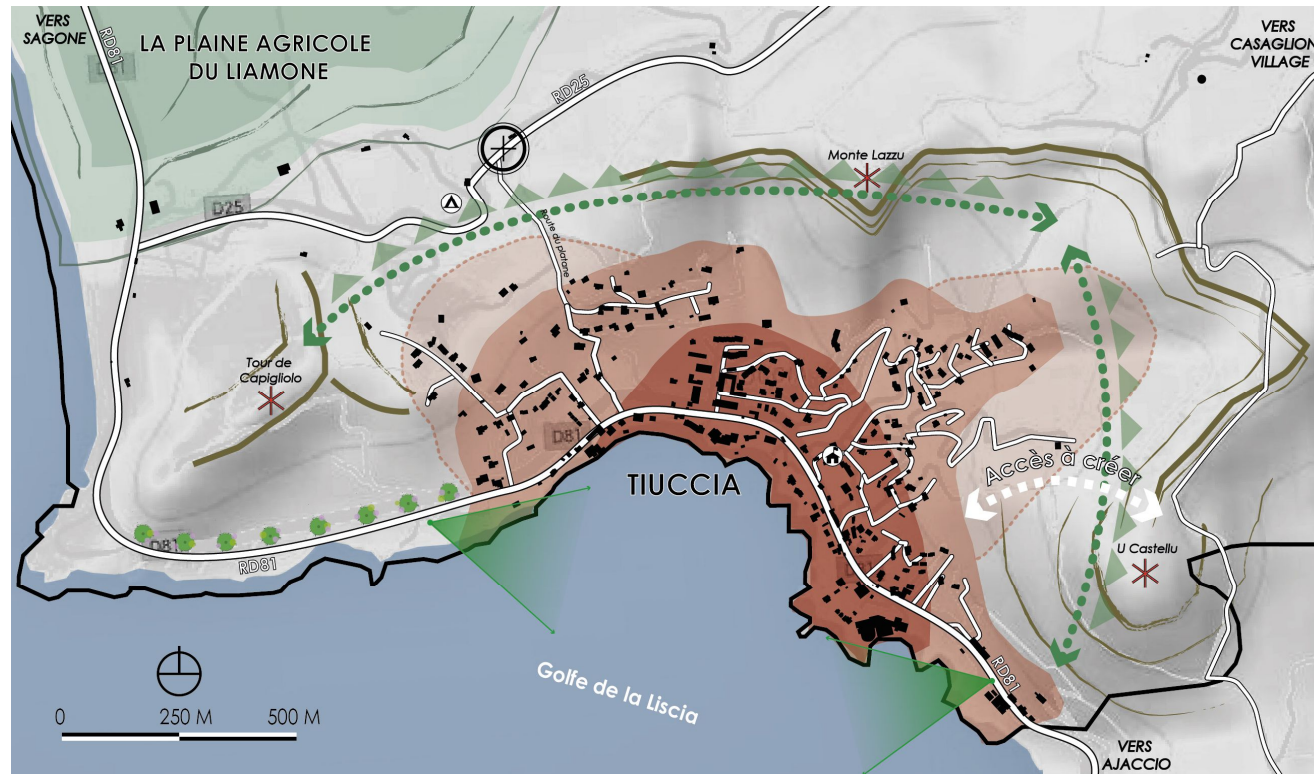 VERS
SAGONE
RD81
D81
LA PLAINE AGRICOLE
DU LIAMONE
RD25
VERS
CASAGLIONE
VILLAGE
Monte Lazzu
D25
Route du platane
Tour de
Capigliolo
D81
TIUCCIA
Accès à créer
U Castellu
D81
RD81
Golfe de la Liscia
RD81
0 250 M 500 M
VERS
AJACCIO